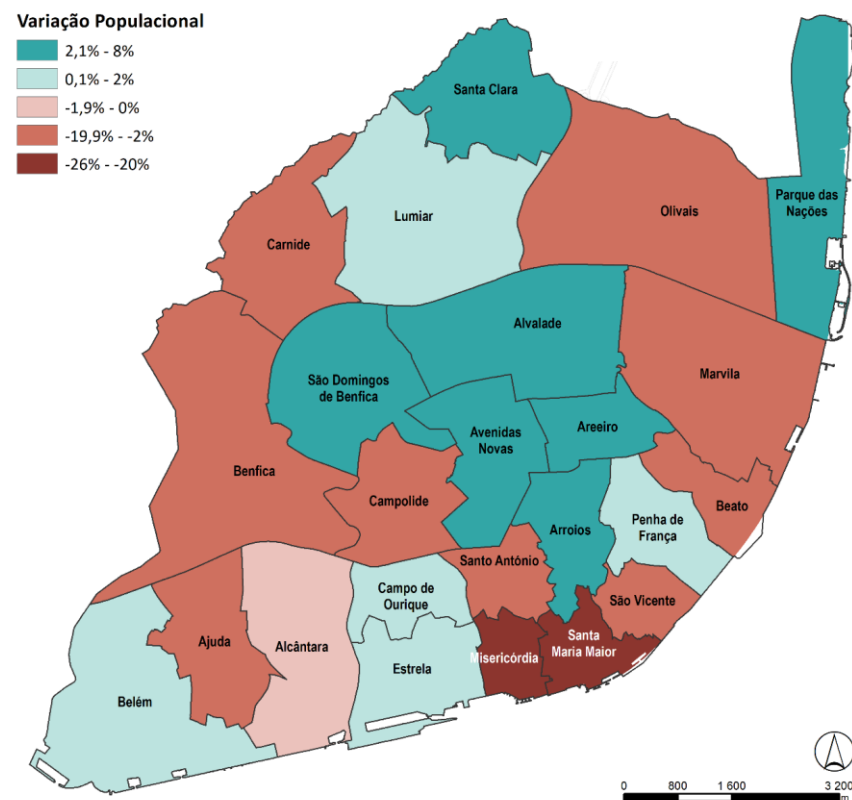 Variação Populacional
2,1% - 8%
0,1% - 2%
-1,9% - 0%
-19,9% - -2%
-26% - -20%
Santa Clara
Lumiar
Carnide
Olivais
Parque das
Nações
Alvalade
São Domingos
de Benfica
Marvila
Avenidas
Novas
Areeiro
Benfica
Campolide
Beato
Arroios
Penha de
França
Santo António
Campo de
Ourique
São Vicente
Ajuda
Alcântara
Santa
Maria Maior
Misericórdia
Estrela
Belém
0 800 1 600 3 200
m